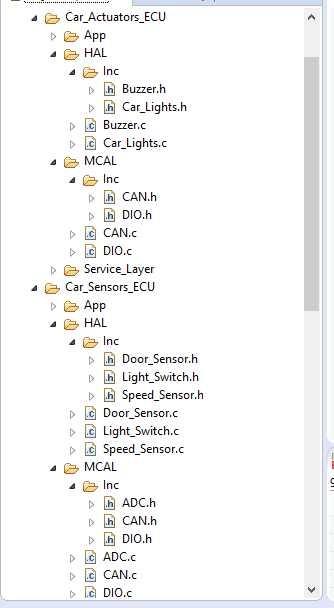 Car_Actuators_ECU
App
HAL
Inc
Buzzer.h
Car_Lights.h
Buzzer.c
Car_Lights.c
MCAL
Inc
CAN.h
DIO.h
CAN.c
DIO.c
Service_Layer
Car_Sensors_ECU
App
HAL
Inc
Door_Sensor.h
Light_Switch.h
Speed_Sensor.h
Door_Sensor.c
Light_Switch.c
Speed_Sensor.c
MCAL
Inc
ADC.h
CAN.h
DIO.h
ADC.c
CAN.c
DIO.c